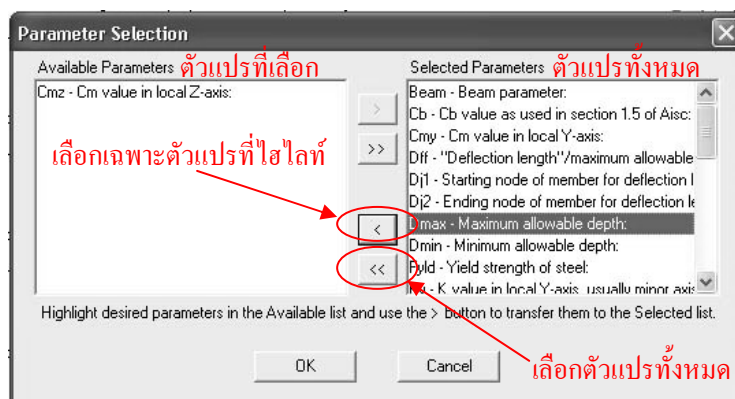 Parameter Selection
Available Parameters ตัวแปรที่เลือก
Selected Parameters ตัวแปรทั้งหมด
Cmz - Cm value in local Z-axis:
Beam - Beam parameter:
Cb - Cb value as used in section 1.5 of Aisc:
Cmy - Cm value in local Y-axis:
Dff - "Deflection length"/maximum allowable
Dj1 - Starting node of member for deflection l
Dj2 - Ending node of member for deflection le
Dmax - Maximum allowable depth:
Dmin - Minimum allowable depth:
Fyld - Yield strength of steel:
- K value in local Y-axis, usually minor axis
>
>>
<
<<
เลือกเฉพาะตัวแปรที่ไฮไลท์
Highlight desired parameters in the Available list and use the > button to transfer them to the Selected list.
OK
Cancel
เลือกตัวแปรทั้งหมด